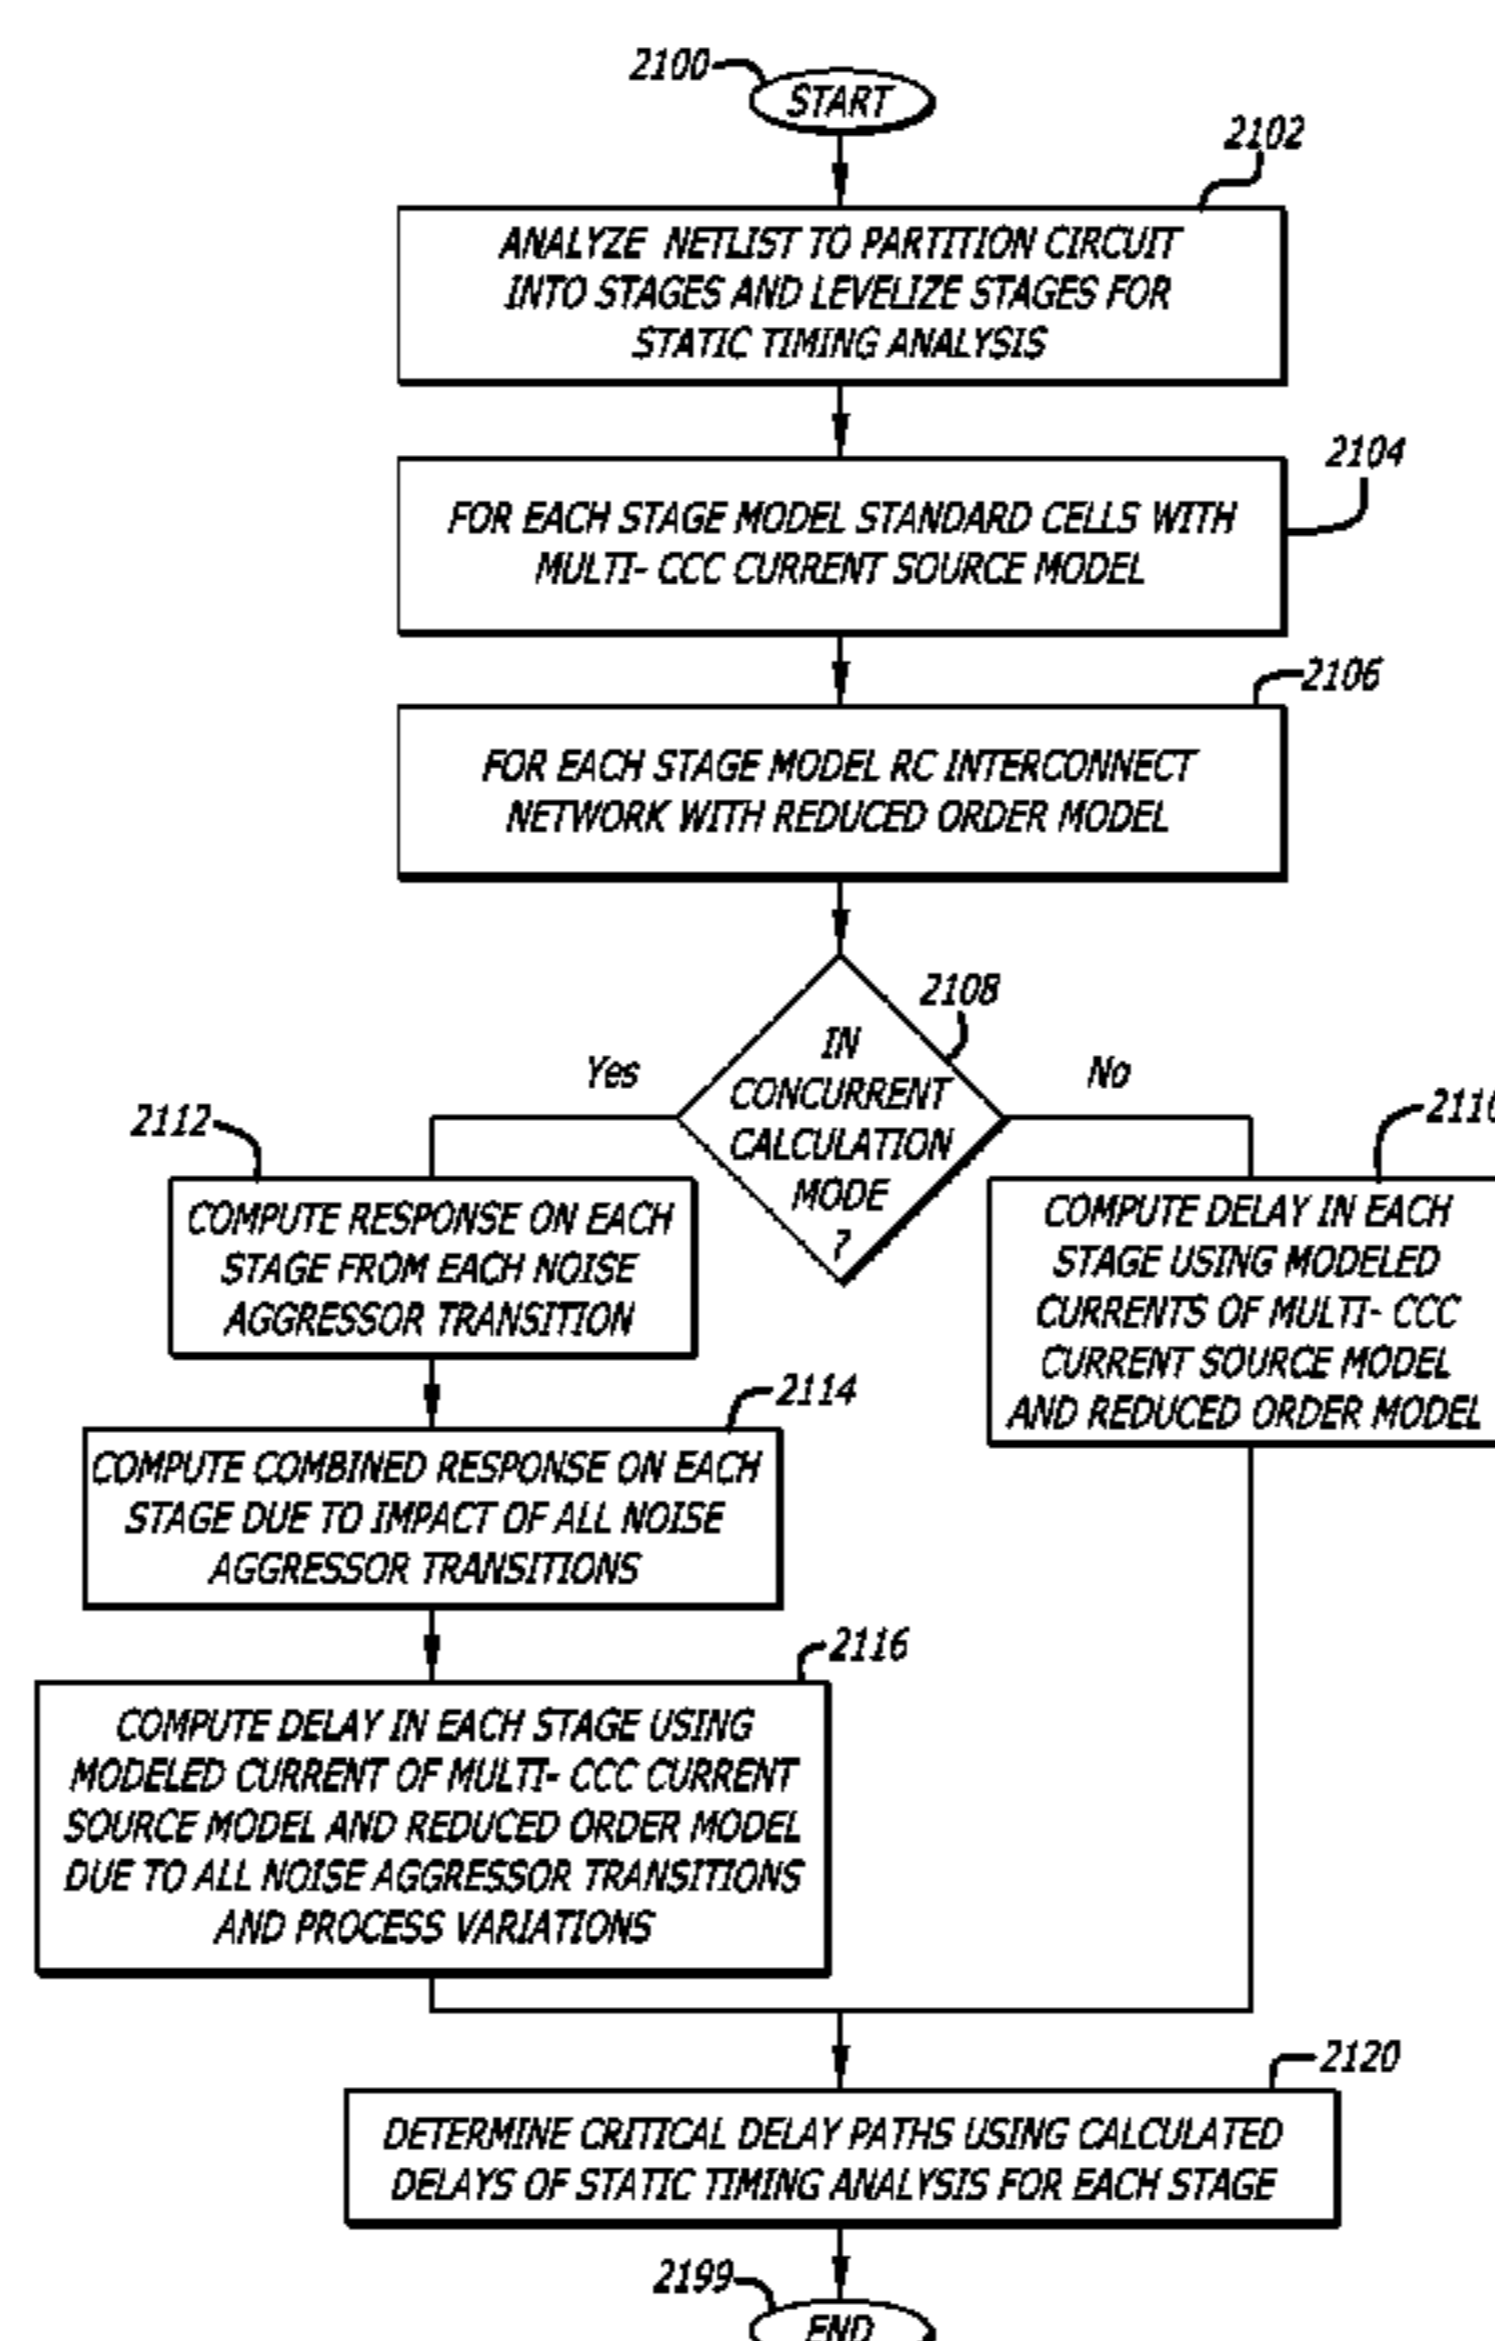 2100
START
2102
ANALYZE NETLIST TO PARTITION CIRCUIT
INTO STAGES AND LEVELIZE STAGES FOR
STATIC TIMING ANALYSIS
2104
FOR EACH STAGE MODEL STANDARD CELLS WITH
MULTI- CCC CURRENT SOURCE MODEL
2106
FOR EACH STAGE MODEL RC INTERCONNECT
NETWORK WITH REDUCED ORDER MODEL
2108
IN
CONCURRENT
CALCULATION
MODE
?
Yes
No
2112
COMPUTE RESPONSE ON EACH
STAGE FROM EACH NOISE
AGGRESSOR TRANSITION
2110
COMPUTE DELAY IN EACH
STAGE USING MODELED
CURRENTS OF MULTI- CCC
CURRENT SOURCE MODEL
AND REDUCED ORDER MODEL
2114
COMPUTE COMBINED RESPONSE ON EACH
STAGE DUE TO IMPACT OF ALL NOISE
AGGRESSOR TRANSITIONS
2116
COMPUTE DELAY IN EACH STAGE USING
MODELED CURRENT OF MULTI- CCC CURRENT
SOURCE MODEL AND REDUCED ORDER MODEL
DUE TO ALL NOISE AGGRESSOR TRANSITIONS
AND PROCESS VARIATIONS
2120
DETERMINE CRITICAL DELAY PATHS USING CALCULATED
DELAYS OF STATIC TIMING ANALYSIS FOR EACH STAGE
2199
END